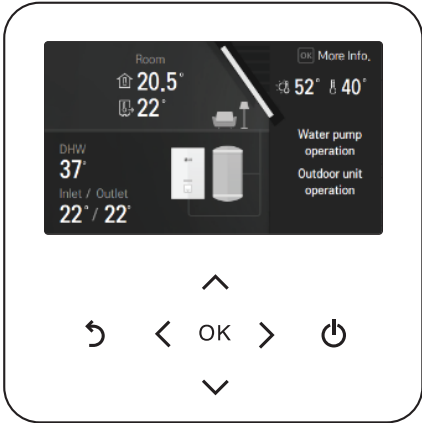 Room
20.5°
22°
OK More Info.
52° 40°
Water pump
operation
Outdoor unit
operation
DHW
37°
Inlet / Outlet
22° / 22°
OK